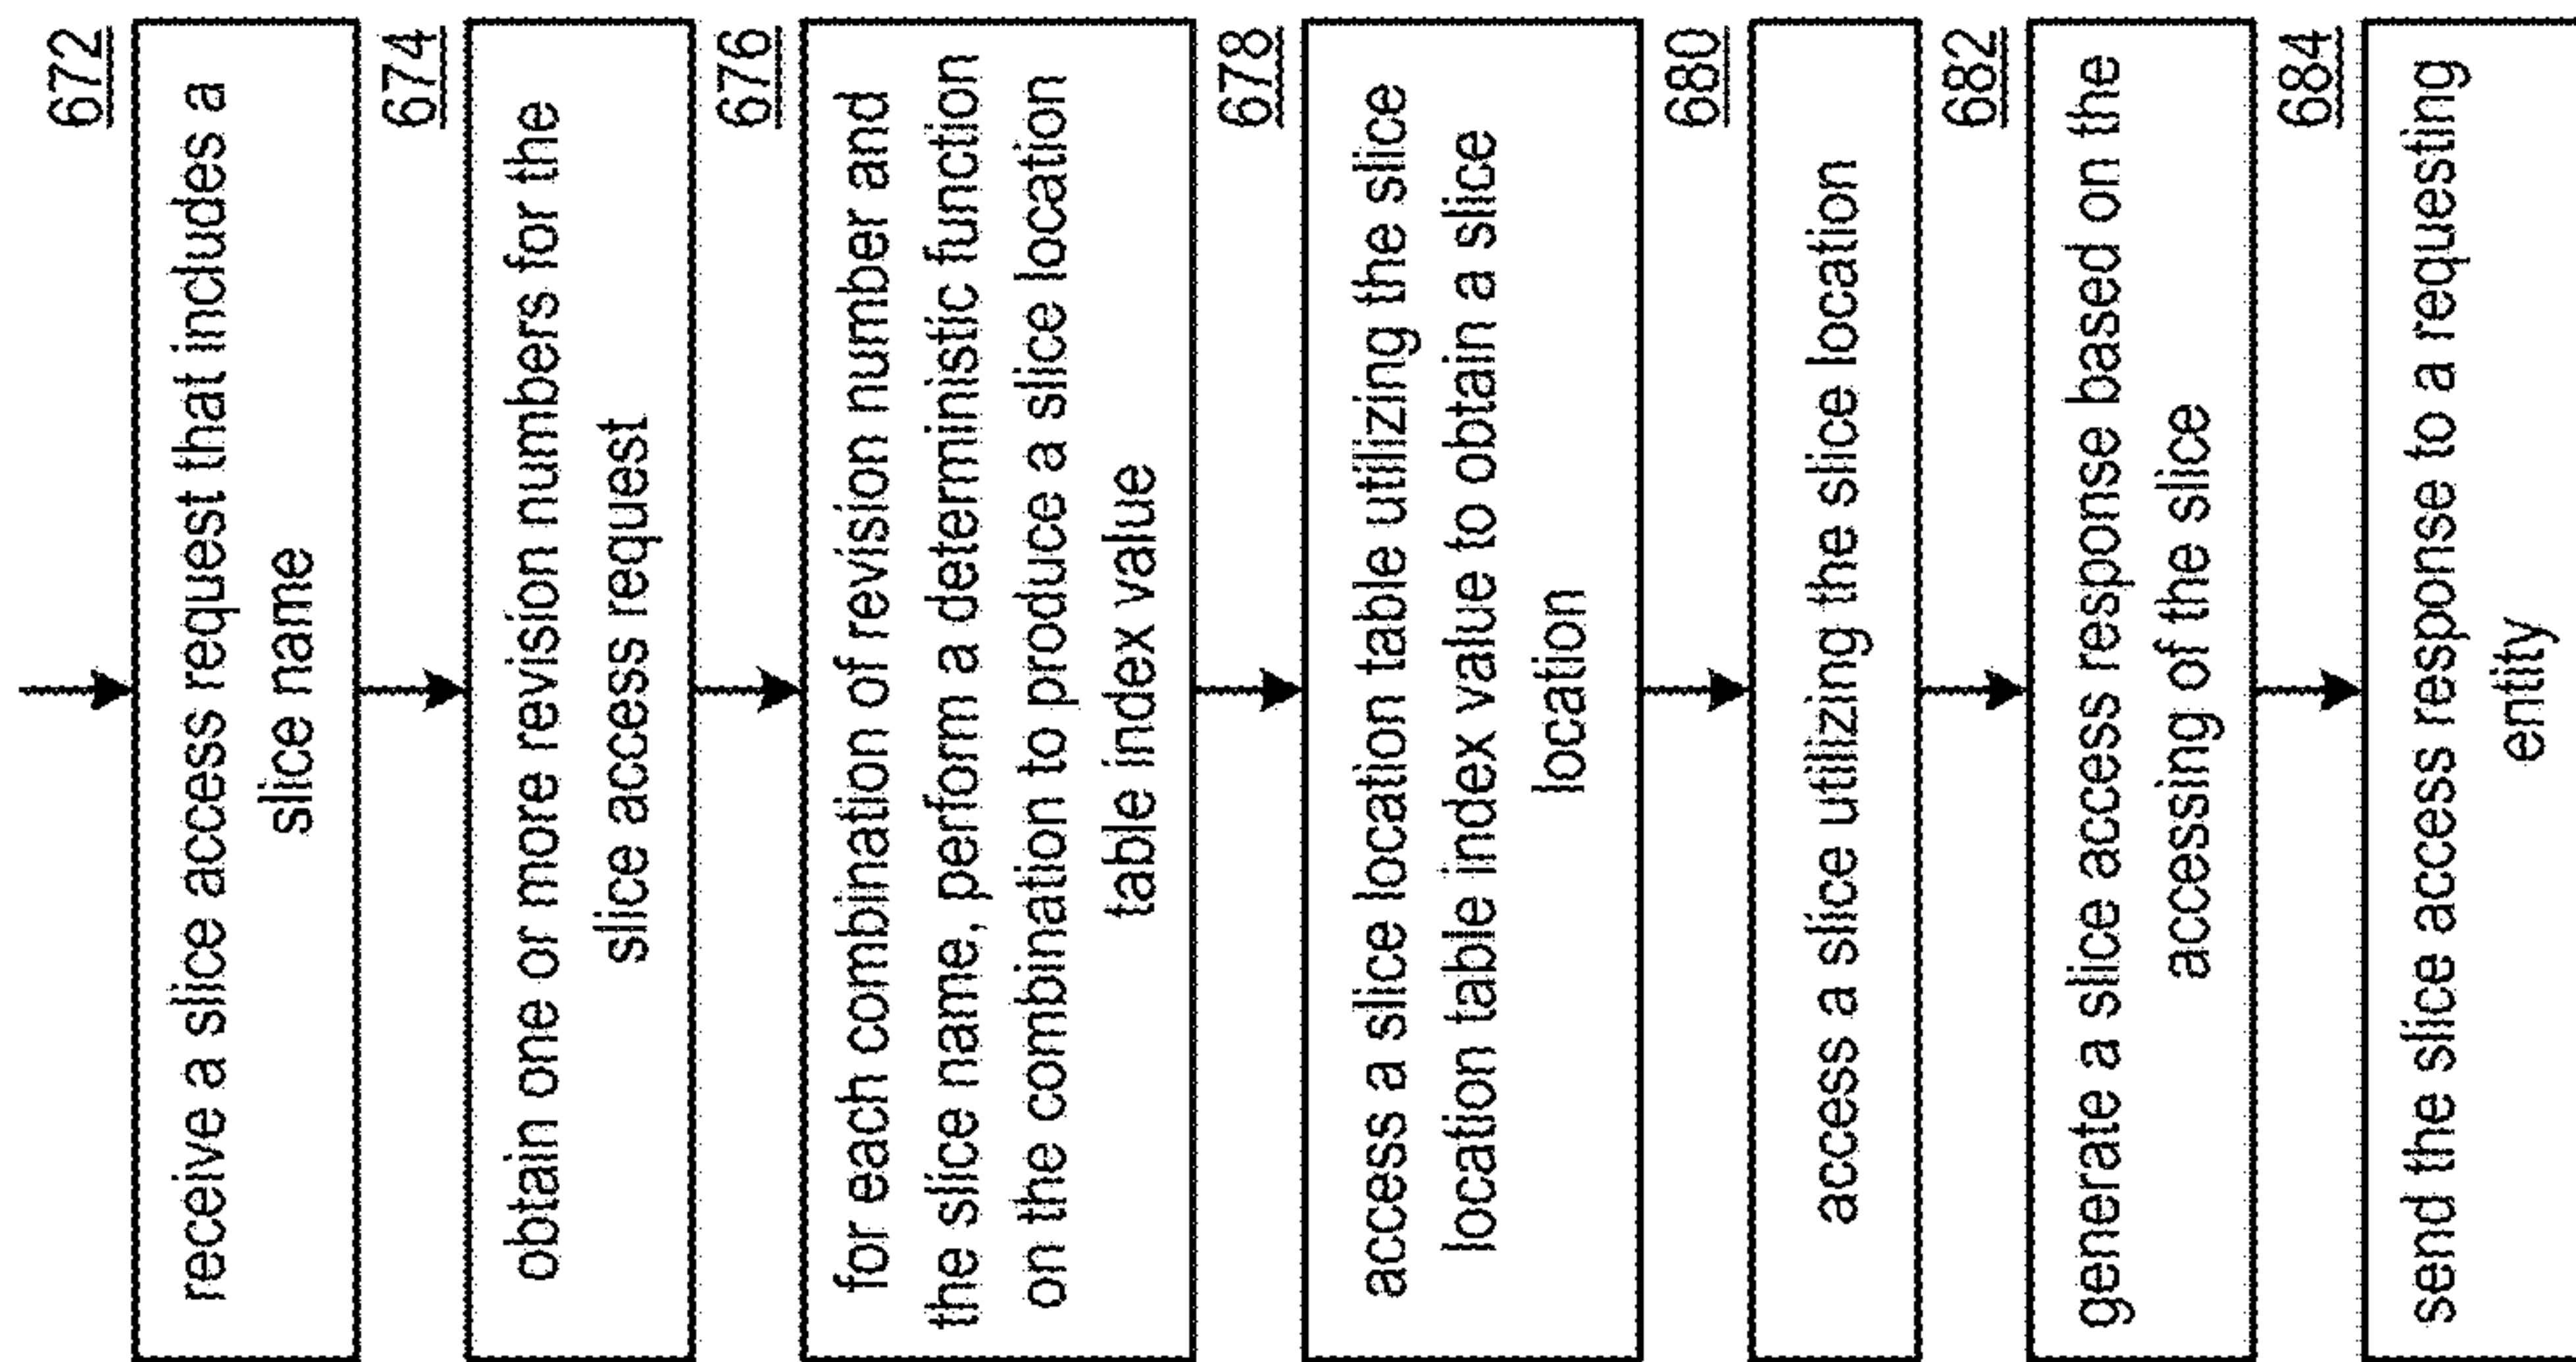 672
receive a slice access request that includes a
slice name
674
obtain one or more revision numbers for the
slice access request
676
for each combination of revision number and
the slice name, perform a deterministic function
on the combination to produce a slice location
table index value
678
access a slice location table utilizing the slice
location table index value to obtain a slice
location
680
access a slice utilizing the slice location
682
generate a slice access response based on the
accessing of the slice
684
send the slice access response to a requesting
entity